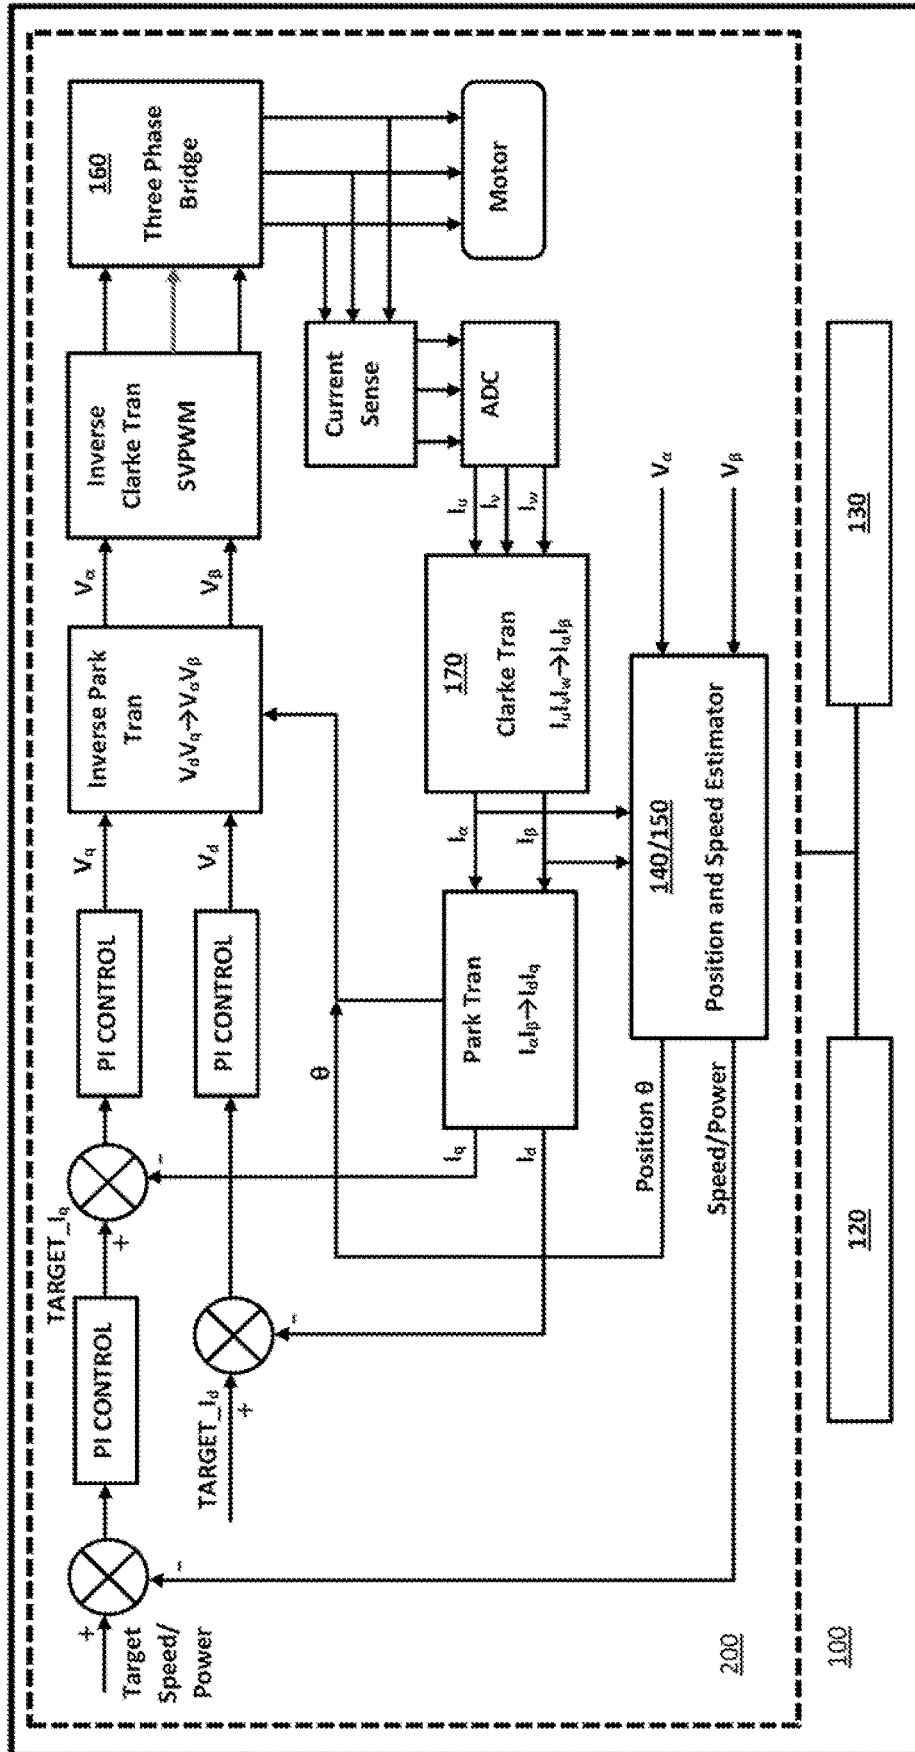 +
Target
Speed/
Power
-
PI CONTROL
TARGET_Iq
+
-
PI CONTROL
Vq
Inverse Park
Tran
VdVq→VαVβ
Vα
Vβ
Inverse
Clarke Tran
SVPWM
160
Three Phase
Bridge
TARGET_Id
+
-
PI CONTROL
Vd
θ
Current
Sense
Motor
Iq
Id
Park Tran
IαIβ→IdIq
Iα
Iβ
170
Clarke Tran
IuIvIw→IαIβ
Iu
Iv
Iw
ADC
Position θ
Speed/Power
140/150
Position and Speed Estimator
Vα
Vβ
200
100
120
130